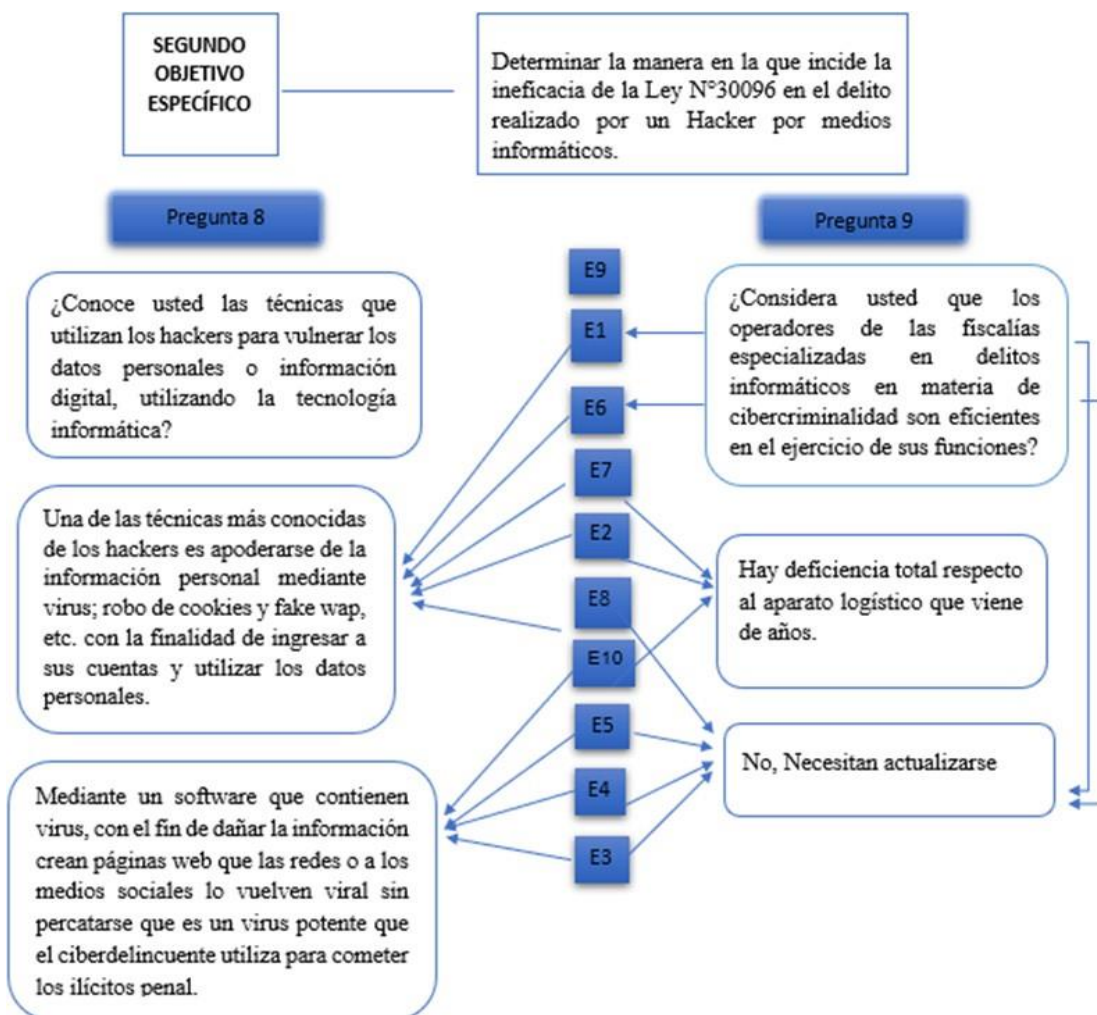 SEGUNDO
OBJETIVO
ESPECÍFICO
Determinar la manera en la que incide la
ineficacia de la Ley N°30096 en el delito
realizado por un Hacker por medios
informáticos.
Pregunta 8
Pregunta 9
¿Conoce usted las técnicas que
utilizan los hackers para vulnerar los
datos personales o información
digital, utilizando la tecnología
informática?
Una de las técnicas más conocidas
de los hackers es apoderarse de la
información personal mediante
virus; robo de cookies y fake wap,
etc. con la finalidad de ingresar a
sus cuentas y utilizar los datos
personales.
Mediante un software que contienen
virus, con el fin de dañar la información
crean páginas web que las redes o a los
medios sociales lo vuelven viral sin
percatarse que es un virus potente que
el ciberdelincuente utiliza para cometer
los ilícitos penal.
E9
E1
E6
E7
E2
E8
E10
E5
E4
E3
¿Considera usted que los
operadores de las fiscalías
especializadas en delitos
informáticos en materia de
cibercriminalidad son eficientes
en el ejercicio de sus funciones?
Hay deficiencia total respecto
al aparato logístico que viene
de años.
No, Necesitan actualizarse